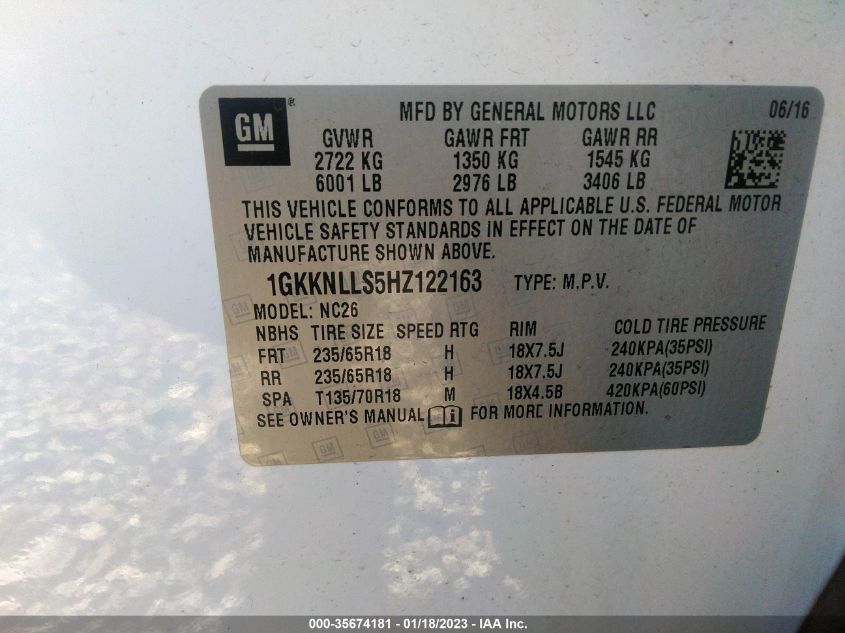 GM ® MFD BY GENERAL MOTORS LLC 06/16
GVWR GAWR FRT GAWR RR
2722 KG 1350 KG 1545 KG
6001 LB 2976 LB 3406 LB
THIS VEHICLE CONFORMS TO ALL APPLICABLE U.S. FEDERAL MOTOR
VEHICLE SAFETY STANDARDS IN EFFECT ON THE DATE OF
MANUFACTURE SHOWN ABOVE.
1GKKNLLS5HZ122163 TYPE: M.P.V.
MODEL: NC26
NBHS TIRE SIZE SPEED RTG RIM COLD TIRE PRESSURE
FRT 235/65R18 H 18X7.5J 240KPA(35PSI)
RR 235/65R18 H 18X7.5J 240KPA(35PSI)
SPA T135/70R18 M 18X4.5B 420KPA(60PSI)
SEE OWNER'S MANUAL FOR MORE INFORMATION.
000-35674181 - 01/18/2023 - IAA Inc.